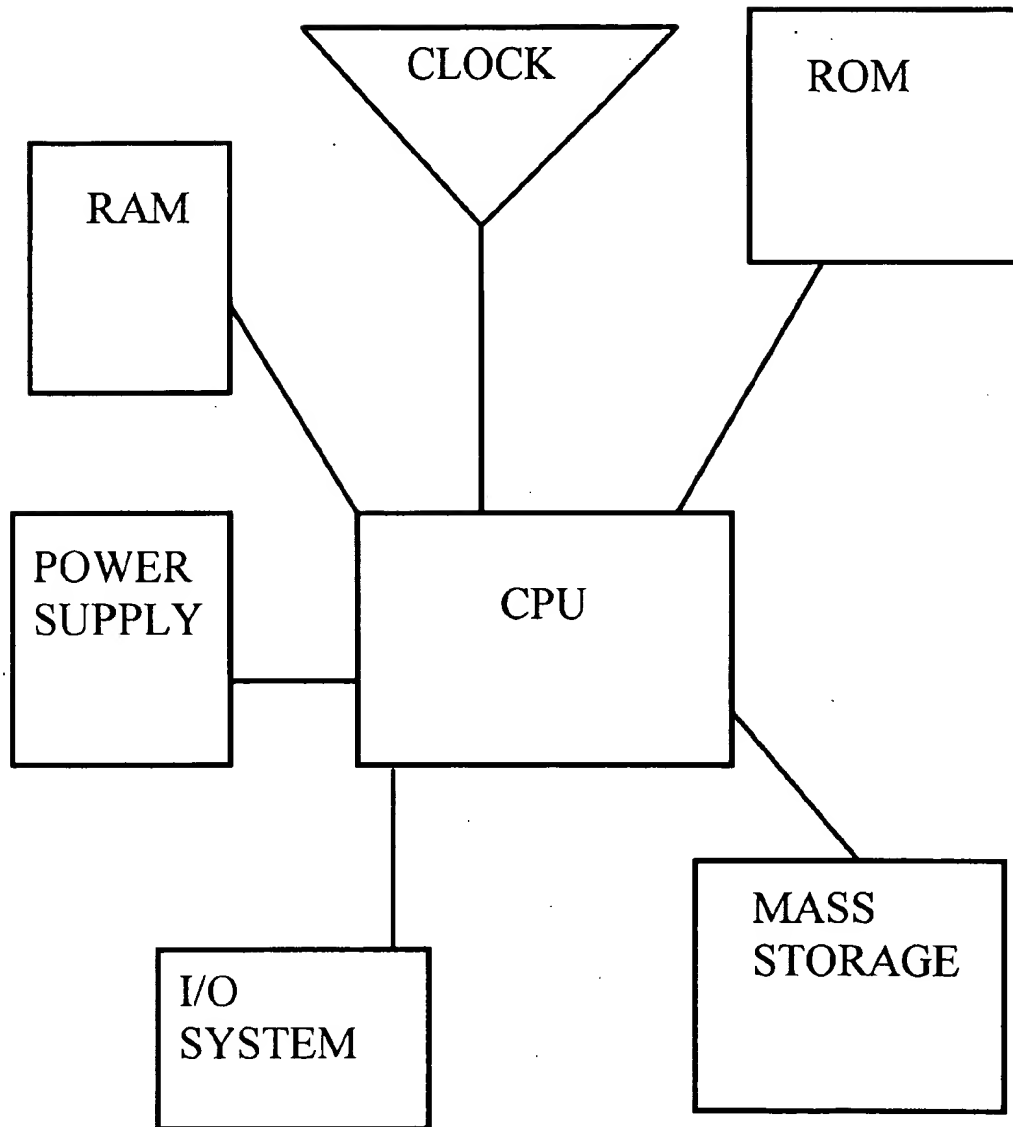 CLOCK
ROM
RAM
POWER
SUPPLY
CPU
MASS
STORAGE
I/O
SYSTEM